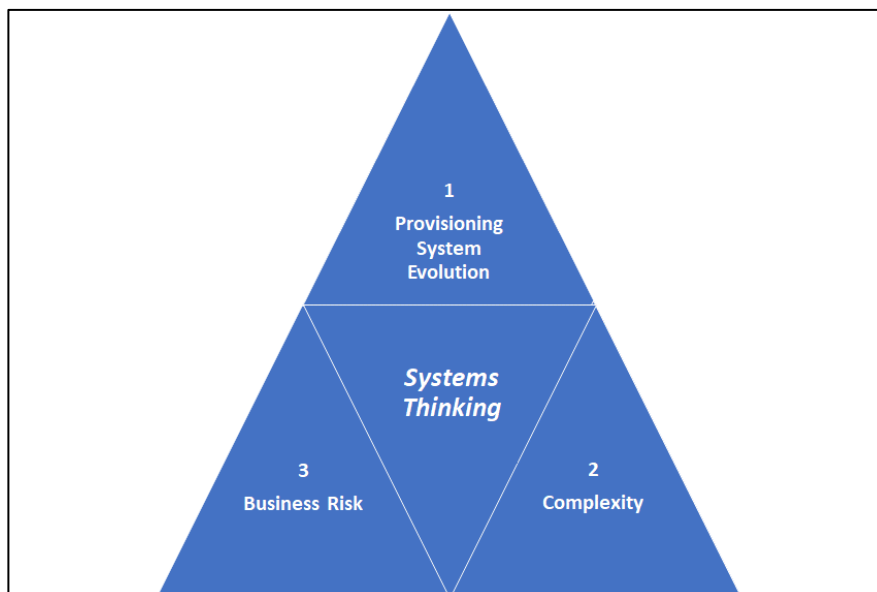 1
Provisioning
System
Evolution
Systems
Thinking
3
Business Risk
2
Complexity